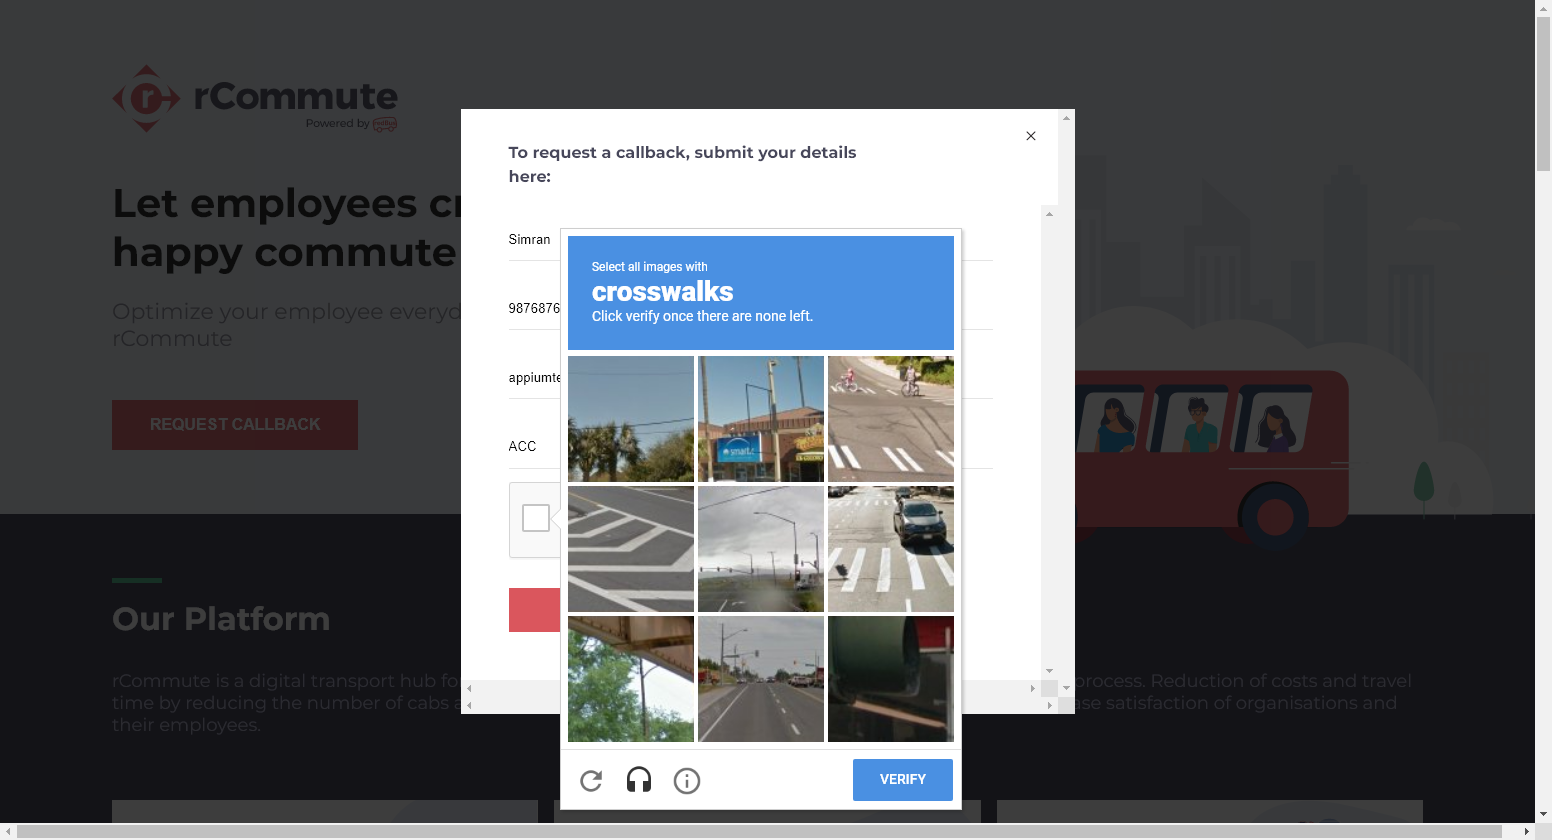 rCommute
Powered by redBus
To request a callback, submit your details
here:
Let employees cr
happy commute
Optimize your employee everyd
rCommute
REQUEST CALLBACK
Simran
9876876
appiumte
ACC
Select all images with
crosswalks
Click verify once there are none left.
smart
VERIFY
Our Platform
rCommute is a digital transport hub fo
process. Reduction of costs and travel
time by reducing the number of cabs a
ase satisfaction of organisations and
their employees.